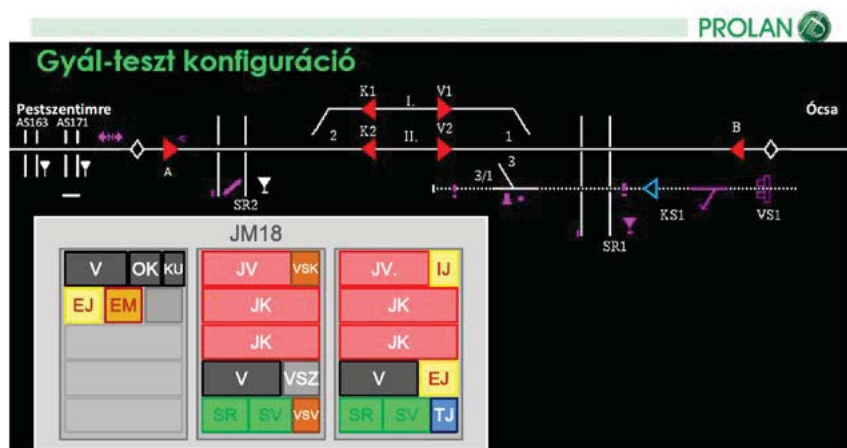 PROLAN
Gyál-teszt konfiguráció
K1 I. V1
Pestszentimre Ócsa
AS163 AS171
2 K2 II. V2 1 B
A
3
3/1
SR2 KS1 VS1
SR1
JM18
V OK KU JV VSK JV. IJ
EJ EM JK JK
JK JK
V VSZ V EJ
SR SV VSV SR SV TJ